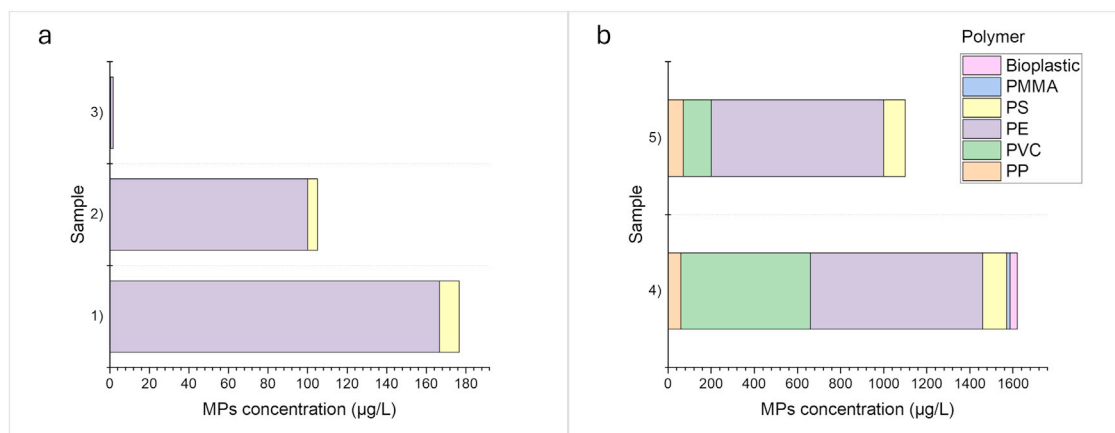 a
3)
2)
1)
Sample
0 20 40 60 80 100 120 140 160 180
MPs concentration (µg/L)
b
Polymer
Bioplastic
PMMA
PS
PE
PVC
PP
5)
4)
Sample
0 200 400 600 800 1000 1200 1400 1600
MPs concentration (µg/L)